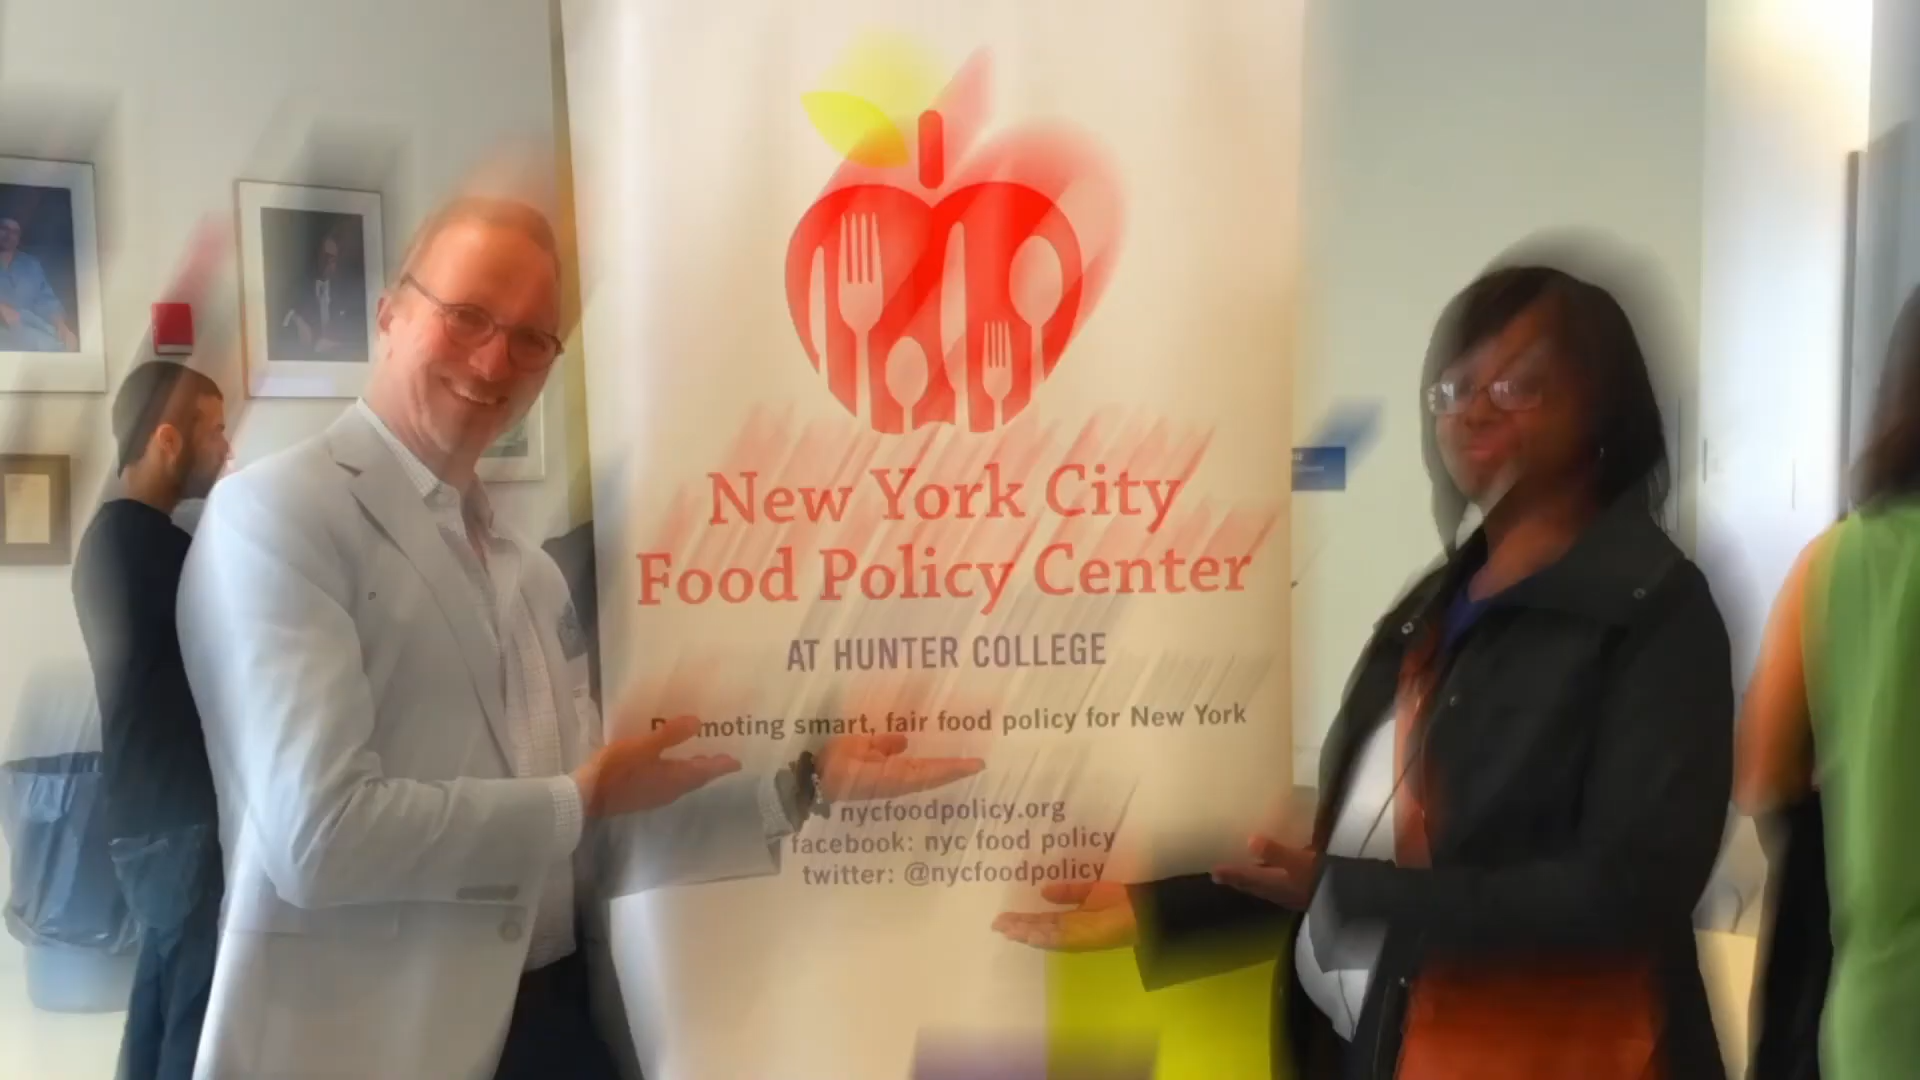 New York City
Food Policy Center
AT HUNTER COLLEGE
moting smart, fair food policy for New York
nycfoodpolicy.org
facebook: nyc food policy
twitter: @nycfoodpolicy